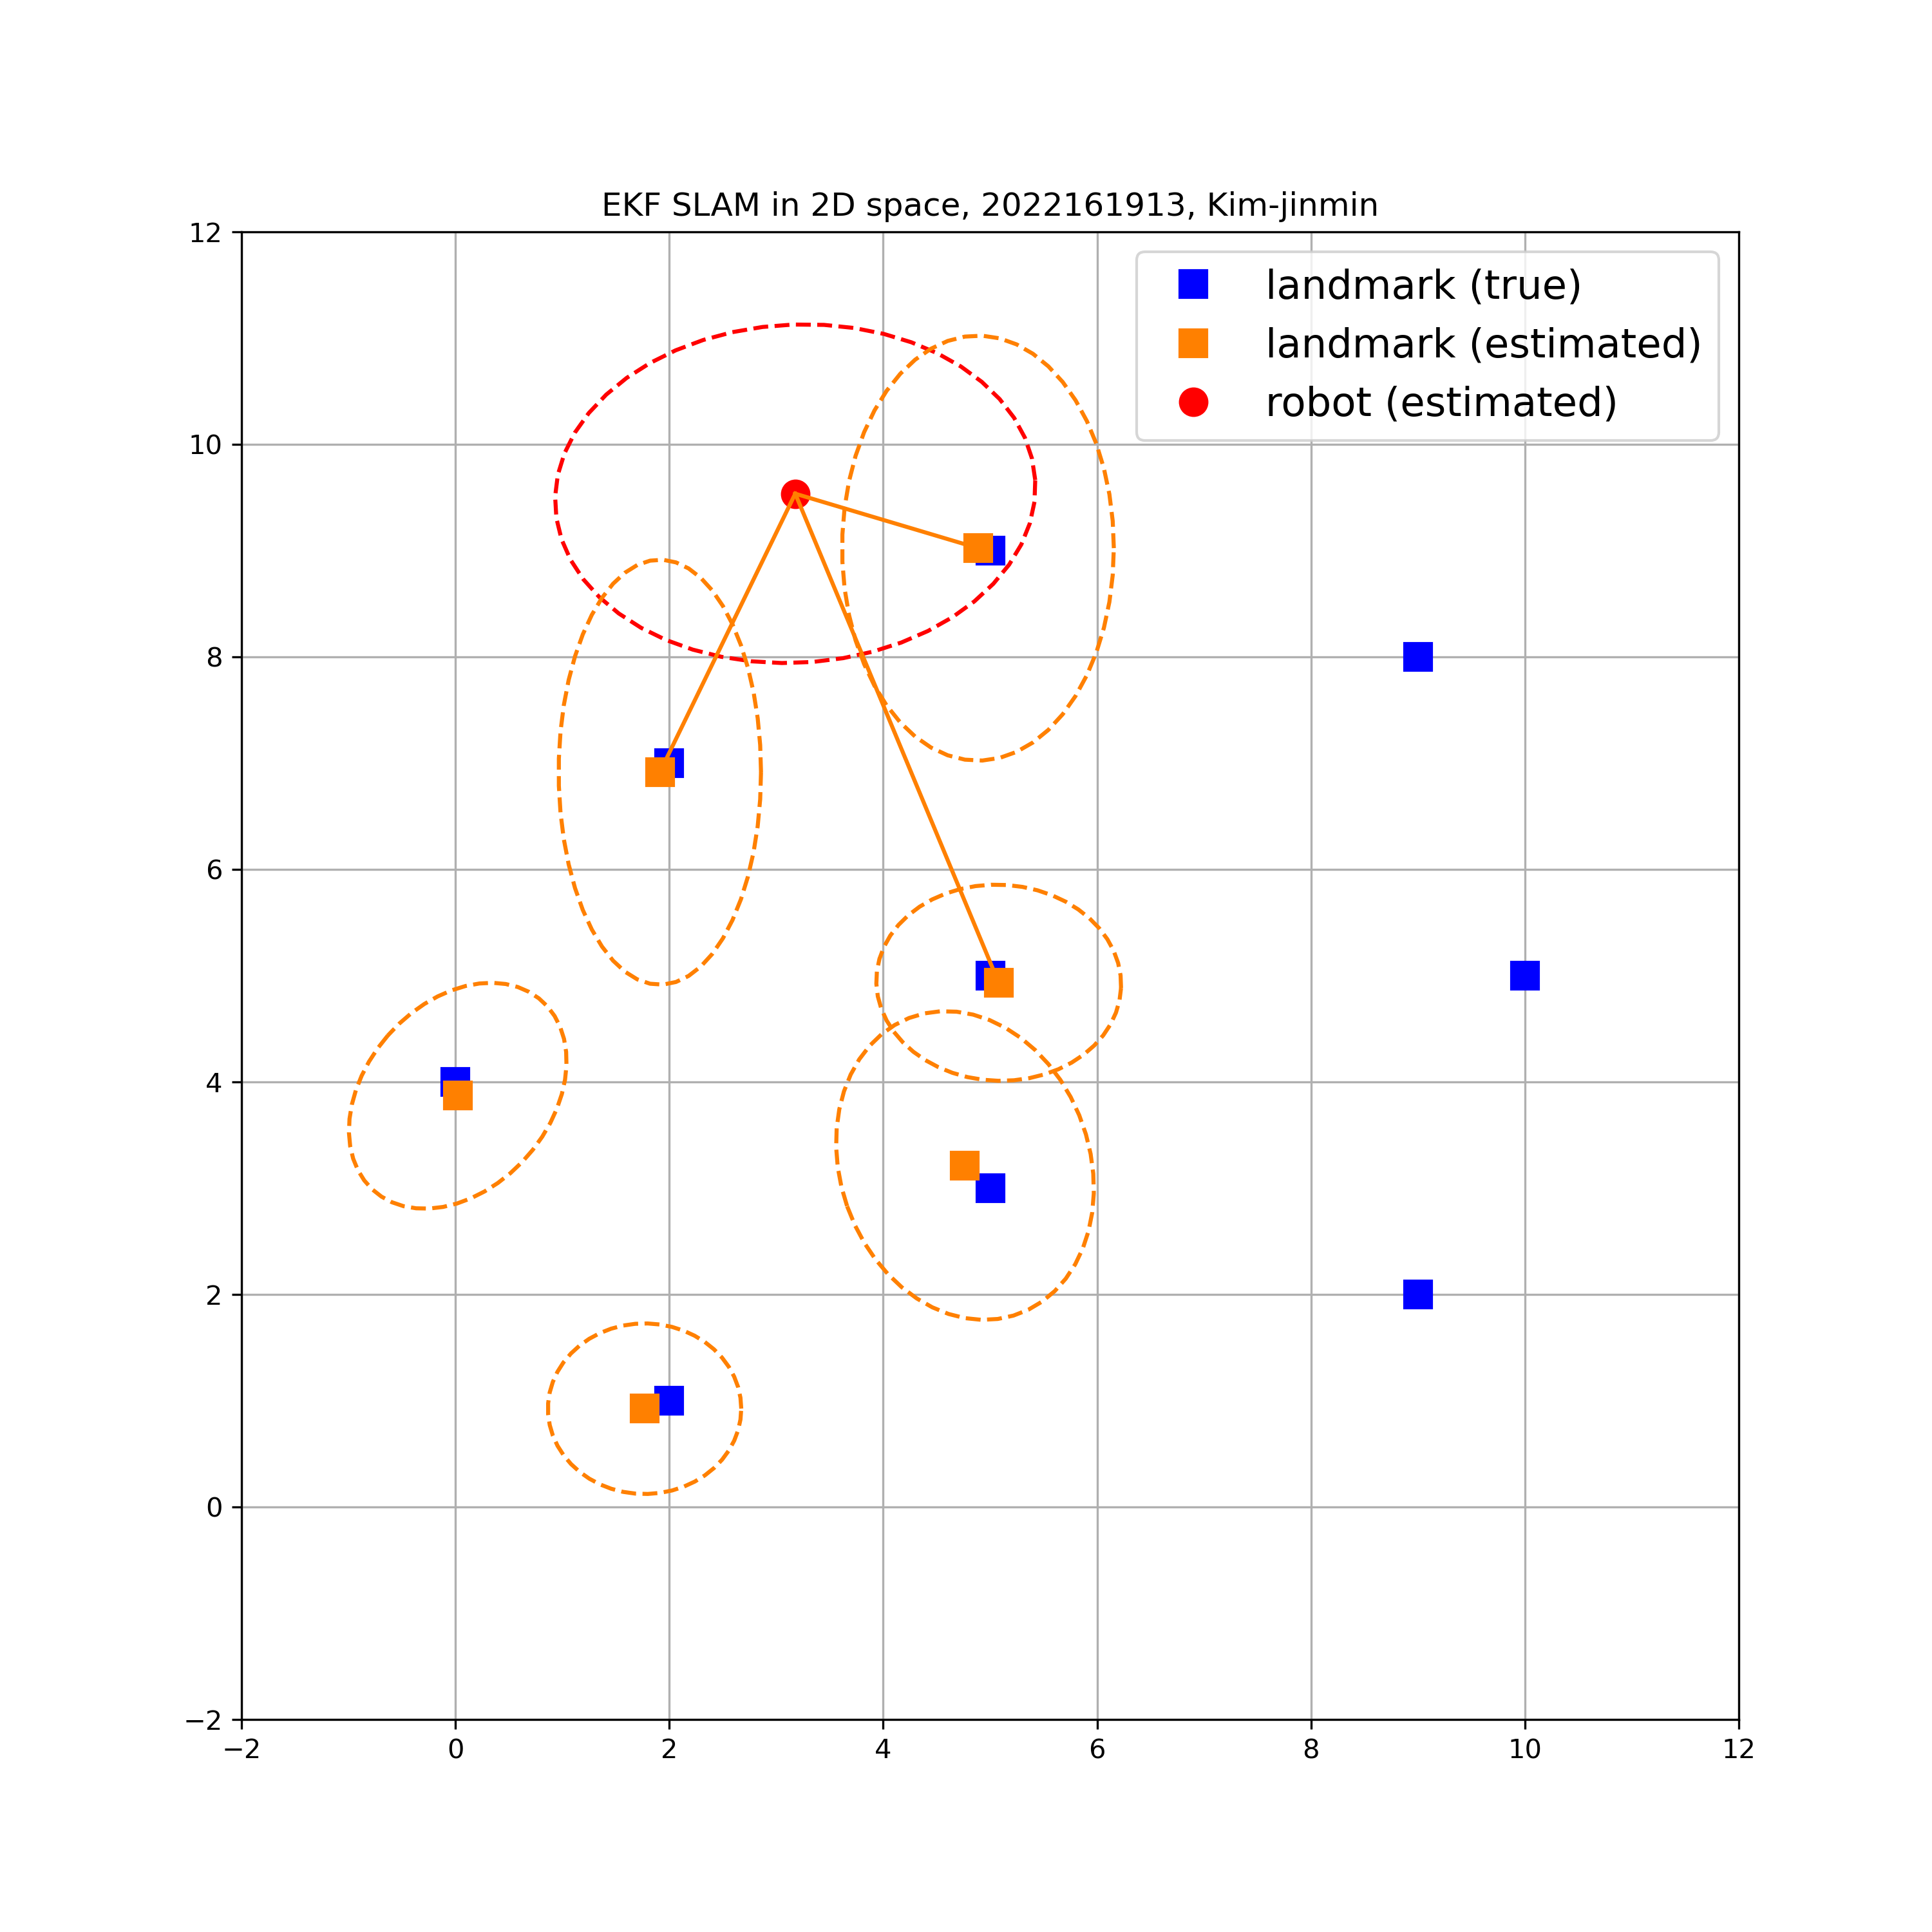 EKF SLAM in 2D space, 2022161913, Kim-jinmin
landmark (true)
landmark (estimated)
robot (estimated)
12
10
8
6
4
2
0
−2
−2 0 2 4 6 8 10 12